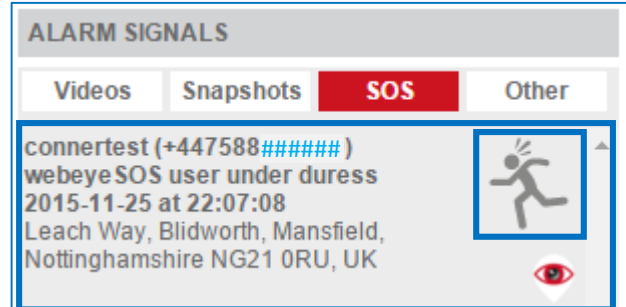 ALARM SIGNALS
Videos Snapshots SOS Other
connertest (+447588######)
webeyeSOS user under duress
2015-11-25 at 22:07:08
Leach Way, Blidworth, Mansfield,
Nottinghamshire NG21 0RU, UK